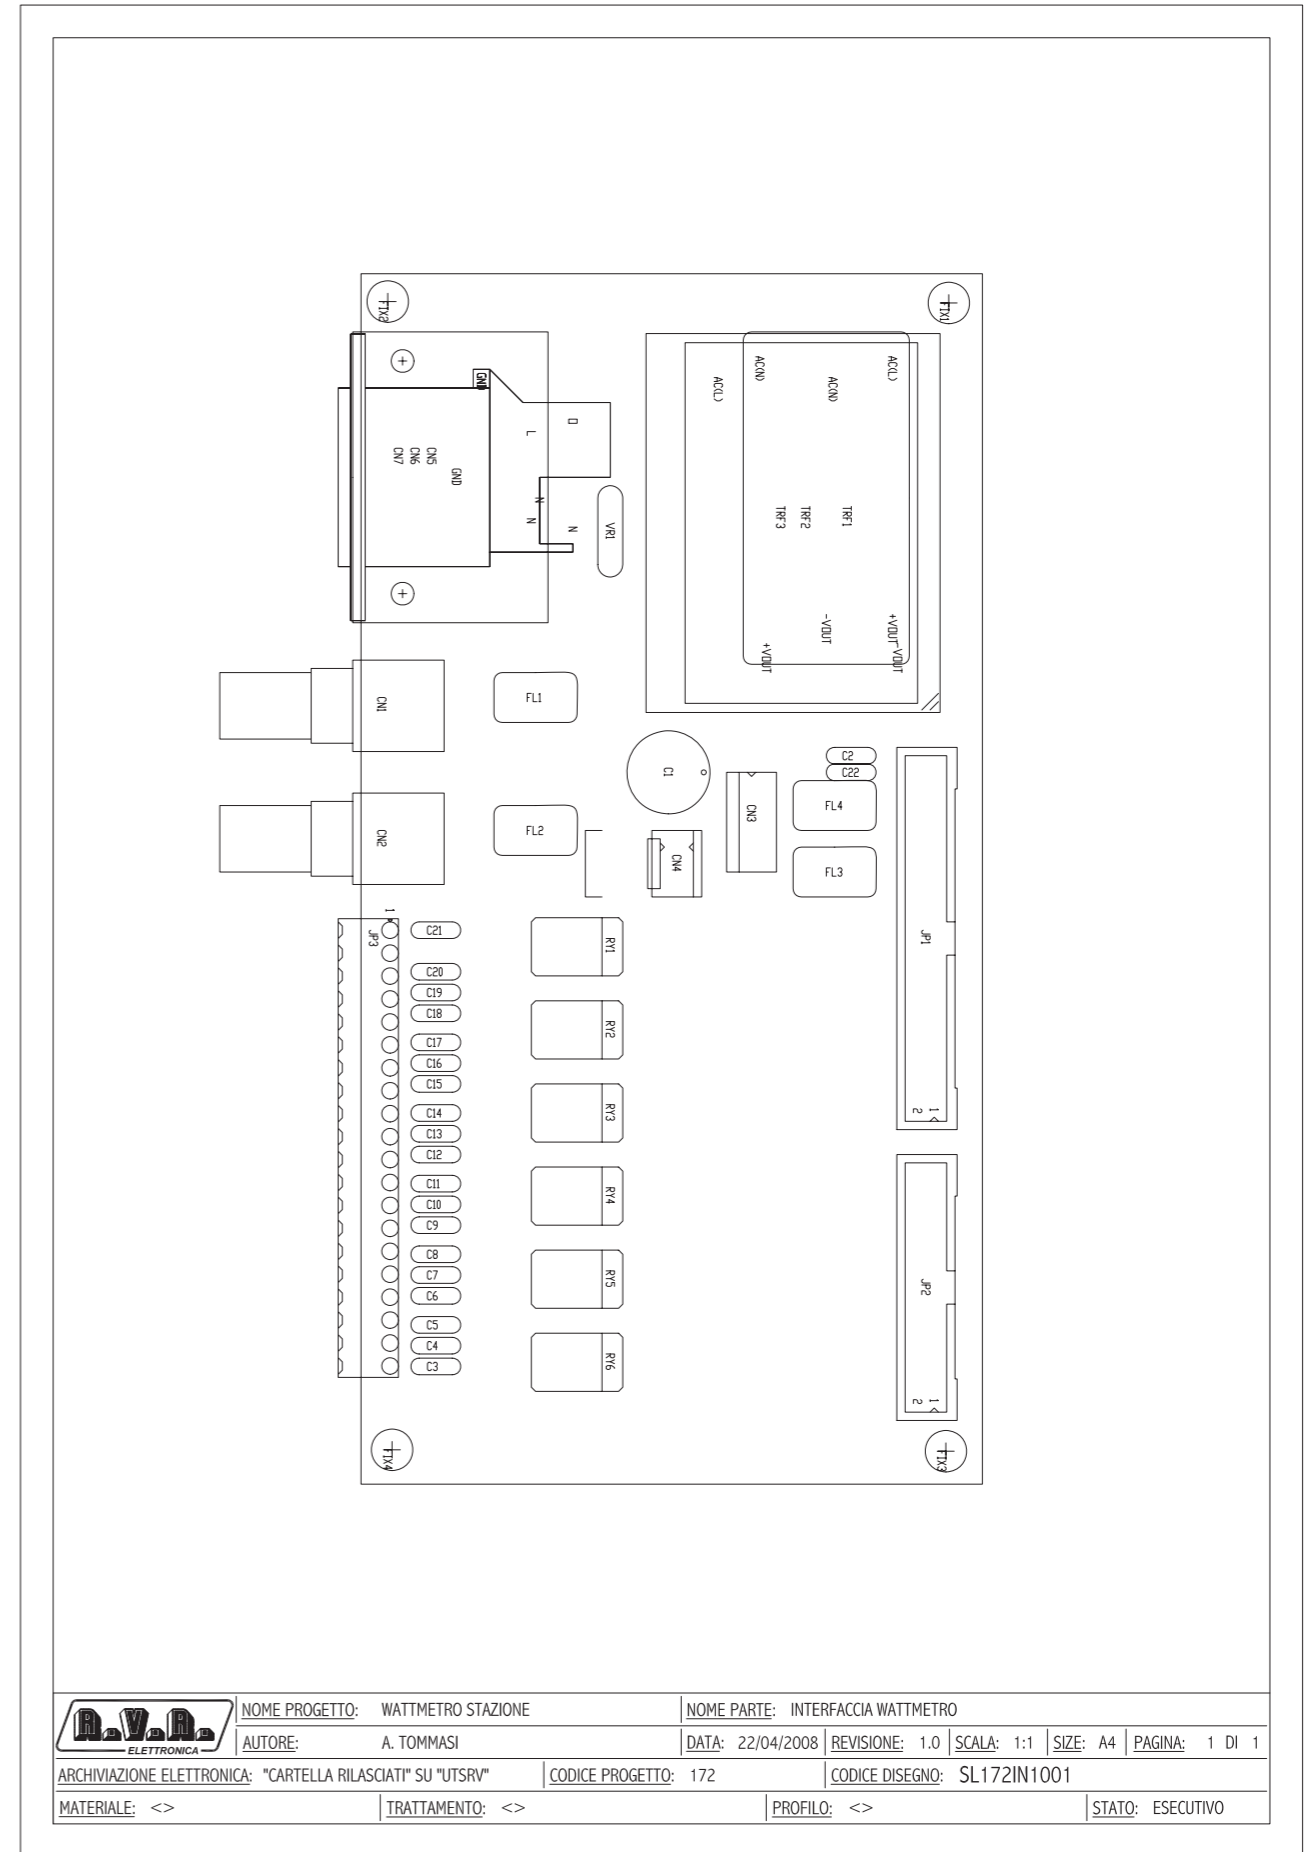 FIX2
FIX1
GND
AC(L)
AC(N)
AC(N)
AC(L)
L
CN7
CN6
CN5
GND
N
N
N
VR1
TRF3
TRF2
TRF1
+VOUT
-VOUT
+VOUT
-VOUT
CN1
FL1
C1
C2
C22
CN3
FL4
CN2
FL2
CN4
FL3
1
JP3
C21
RY1
JP1
C20
C19
C18
RY2
C17
C16
C15
C14
RY3
C13
C12
2
1
C11
RY4
C10
C9
C8
RY5
C7
JP2
C6
C5
C4
RY6
C3
2
1
FIX4
FIX3
R.V.R.
ELETTRONICA
NOME PROGETTO: WATTMETRO STAZIONE
NOME PARTE: INTERFACCIA WATTMETRO
AUTORE: A. TOMMASI
DATA: 22/04/2008
REVISIONE: 1.0
SCALA: 1:1
SIZE: A4
PAGINA: 1 DI 1
ARCHIVIAZIONE ELETTRONICA: "CARTELLA RILASCIATI" SU "UTSRV"
CODICE PROGETTO: 172
CODICE DISEGNO: SL172IN1001
MATERIALE: <>
TRATTAMENTO: <>
PROFILO: <>
STATO: ESECUTIVO